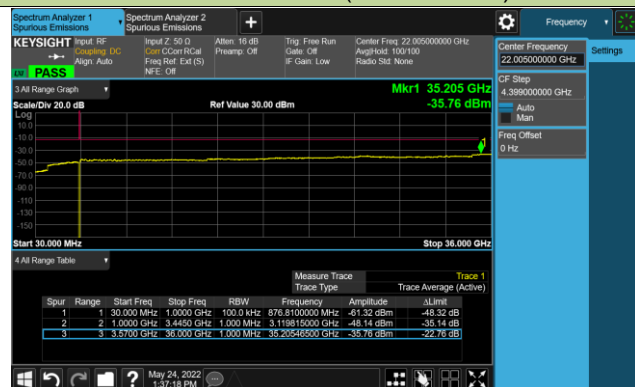 Spectrum Analyzer 1
Spurious Emissions
Spectrum Analyzer 2
Spurious Emissions
+
Frequency
KEYSIGHT
Input: RF
Coupling: DC
Align: Auto
Input Z: 50 Ω
Corr CCorr RCal
Freq Ref: Ext (S)
NFE: Off
Atten: 16 dB
Preamp: Off
Trig: Free Run
Gate: Off
IF Gain: Low
Center Freq: 22.005000000 GHz
Avg|Hold: 100/100
Radio Std: None
PASS
Center Frequency
22.005000000 GHz
Settings
CF Step
4.399000000 GHz
Auto
Man
Freq Offset
0 Hz
3 All Range Graph
Mkr1 35.205 GHz
Scale/Div 20.0 dB
Ref Value 30.00 dBm
-35.76 dBm
Log
10.0
-10.0
-30.0
-50.0
-70.0
-90.0
-110
-130
-150
Start 30.000 MHz
Stop 36.000 GHz
4 All Range Table
Measure Trace
Trace 1
Trace Type
Trace Average (Active)
Spur Range Start Freq Stop Freq RBW Frequency Amplitude ΔLimit
1 1 30.000 MHz 1.0000 GHz 100.0 kHz 876.8100000 MHz -61.32 dBm -48.32 dB
2 2 1.0000 GHz 3.4450 GHz 1.000 MHz 3.119815000 GHz -48.14 dBm -35.14 dB
3 3 3.5700 GHz 36.000 GHz 1.000 MHz 35.20546500 GHz -35.76 dBm -22.76 dB
?
May 24, 2022
1:37:18 PM